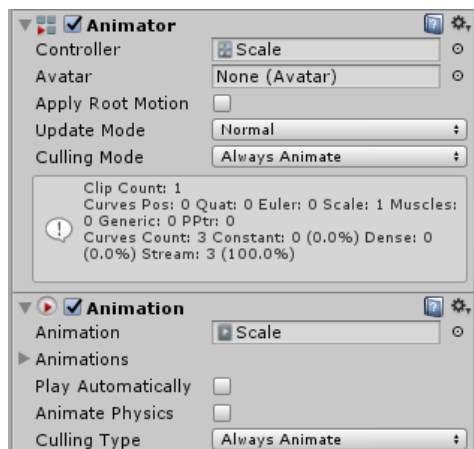 Animator
Controller Scale
Avatar None (Avatar)
Apply Root Motion
Update Mode Normal
Culling Mode Always Animate
Clip Count: 1
Curves Pos: 0 Quat: 0 Euler: 0 Scale: 1 Muscles:
0 Generic: 0 PPtr: 0
Curves Count: 3 Constant: 0 (0.0%) Dense: 0
(0.0%) Stream: 3 (100.0%)
Animation
Animation Scale
Animations
Play Automatically
Animate Physics
Culling Type Always Animate